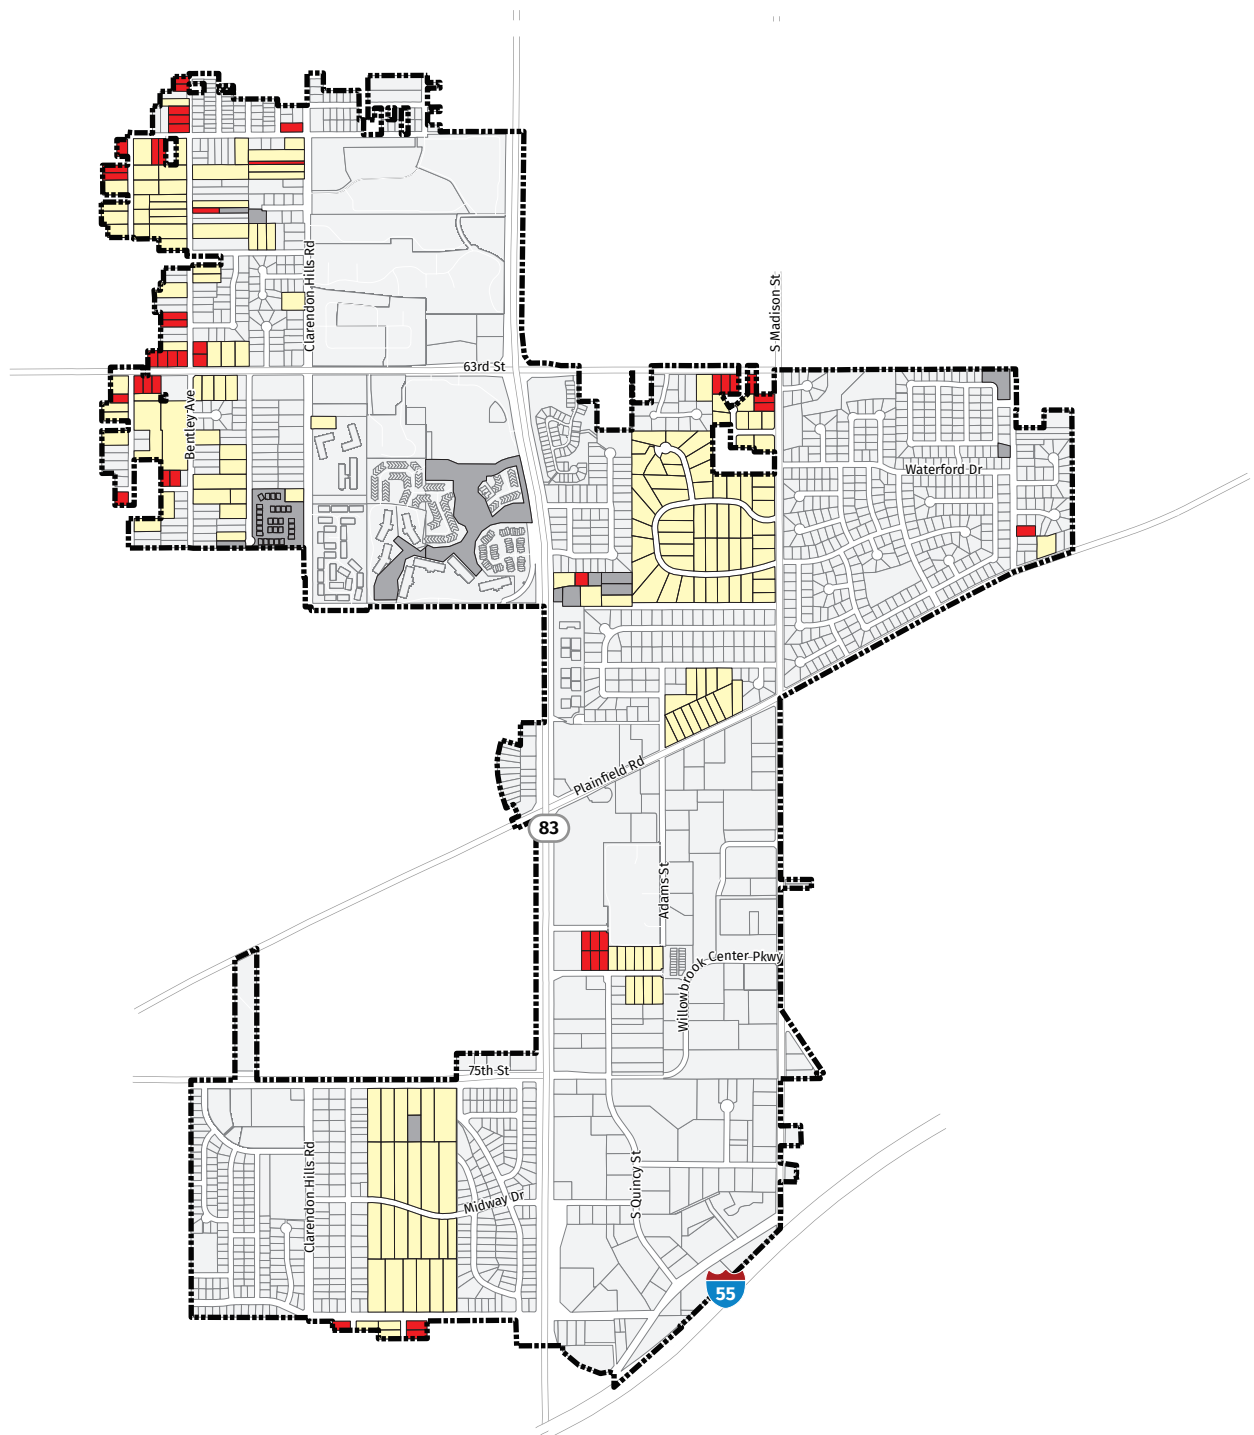 S Madison St
Clarendon Hills Rd
63rd St
Bentley Ave
Waterford Dr
Plainfield Rd
83
Adams St
Willowbrook Center Pkwy
75th St
Clarendon Hills Rd
S Quincy St
Midway Dr
55